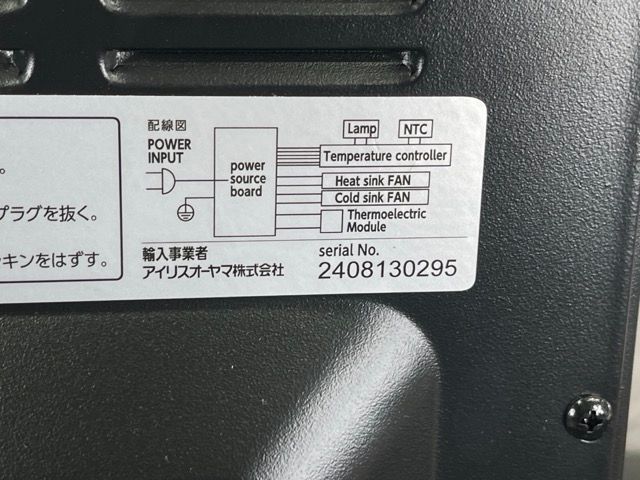 。
プラグを抜く。
ッキンをはずす。
配線図
POWER
INPUT
power
source
board
Lamp
NTC
Temperature controller
Heat sink FAN
Cold sink FAN
Thermoelectric
Module
輸入事業者
アイリスオーヤマ株式会社
serial No.
2408130295